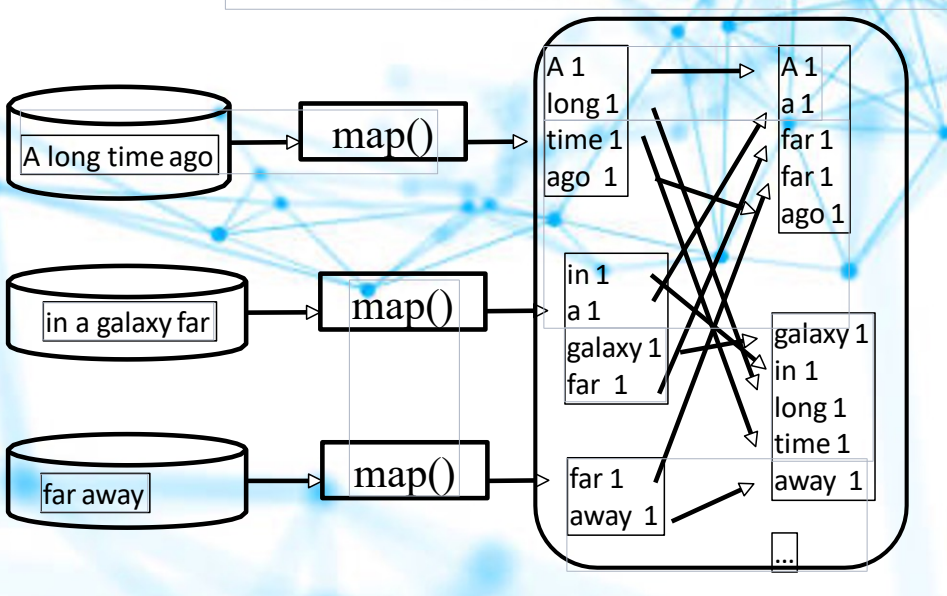 A long time ago
map()
A 1
long 1
time 1
ago 1
A 1
a 1
far 1
far 1
ago 1
in a galaxy far
map()
in 1
a 1
galaxy 1
far 1
galaxy 1
in 1
long 1
time 1
away 1
far away
map()
far 1
away 1
...